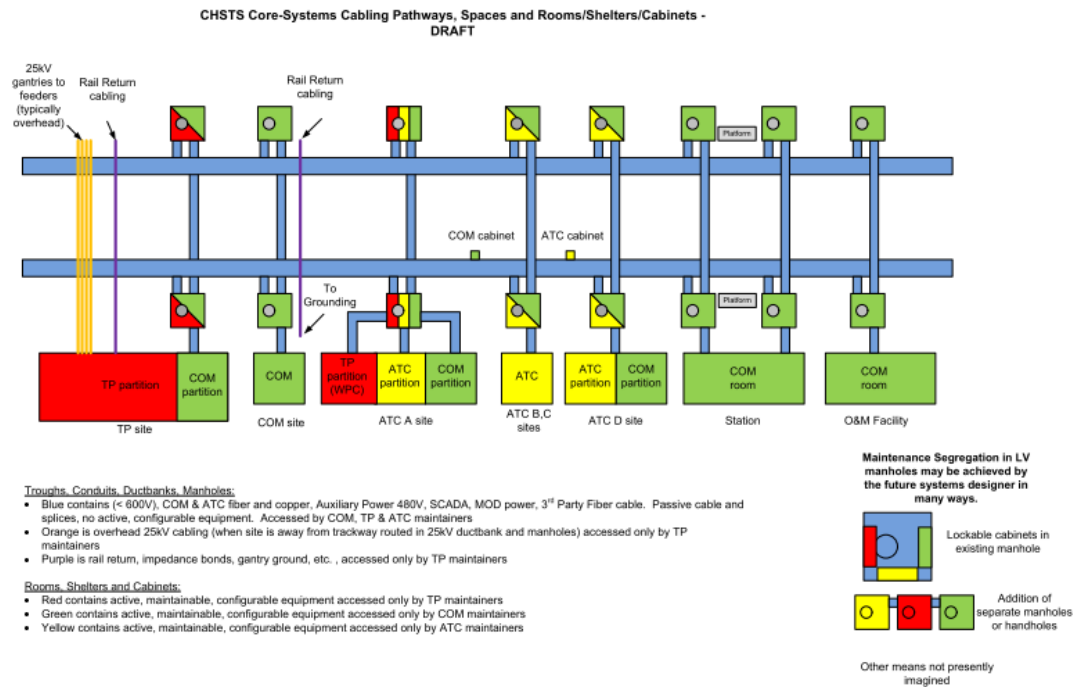 CHSTS Core-Systems Cabling Pathways, Spaces and Rooms/Shelters/Cabinets -
DRAFT
25kV
gantries to
feeders
(typically
overhead)
Rail Return
cabling
Rail Return
cabling
Platform
COM cabinet
ATC cabinet
To
Grounding
Platform
TP partition
COM
partition
TP site
COM
COM site
TP
partition
(WPC)
ATC
partition
COM
partition
ATC A site
ATC
ATC B,C
sites
ATC
partition
COM
partition
ATC D site
COM
room
Station
COM
room
O&M Facility
Troughs, Conduits, Ductbanks, Manholes:
• Blue contains (< 600V), COM & ATC fiber and copper, Auxiliary Power 480V, SCADA, MOD power, 3rd Party Fiber cable. Passive cable and
splices, no active, configurable equipment. Accessed by COM, TP & ATC maintainers
• Orange is overhead 25kV cabling (when site is away from trackway routed in 25kV ductbank and manholes) accessed only by TP
maintainers
• Purple is rail return, impedance bonds, gantry ground, etc. , accessed only by TP maintainers
Rooms, Shelters and Cabinets:
• Red contains active, maintainable, configurable equipment accessed only by TP maintainers
• Green contains active, maintainable, configurable equipment accessed only by COM maintainers
• Yellow contains active, maintainable, configurable equipment accessed only by ATC maintainers
Maintenance Segregation in LV
manholes may be achieved by
the future systems designer in
many ways.
Lockable cabinets in
existing manhole
Addition of
separate manholes
or handholes
Other means not presently
imagined